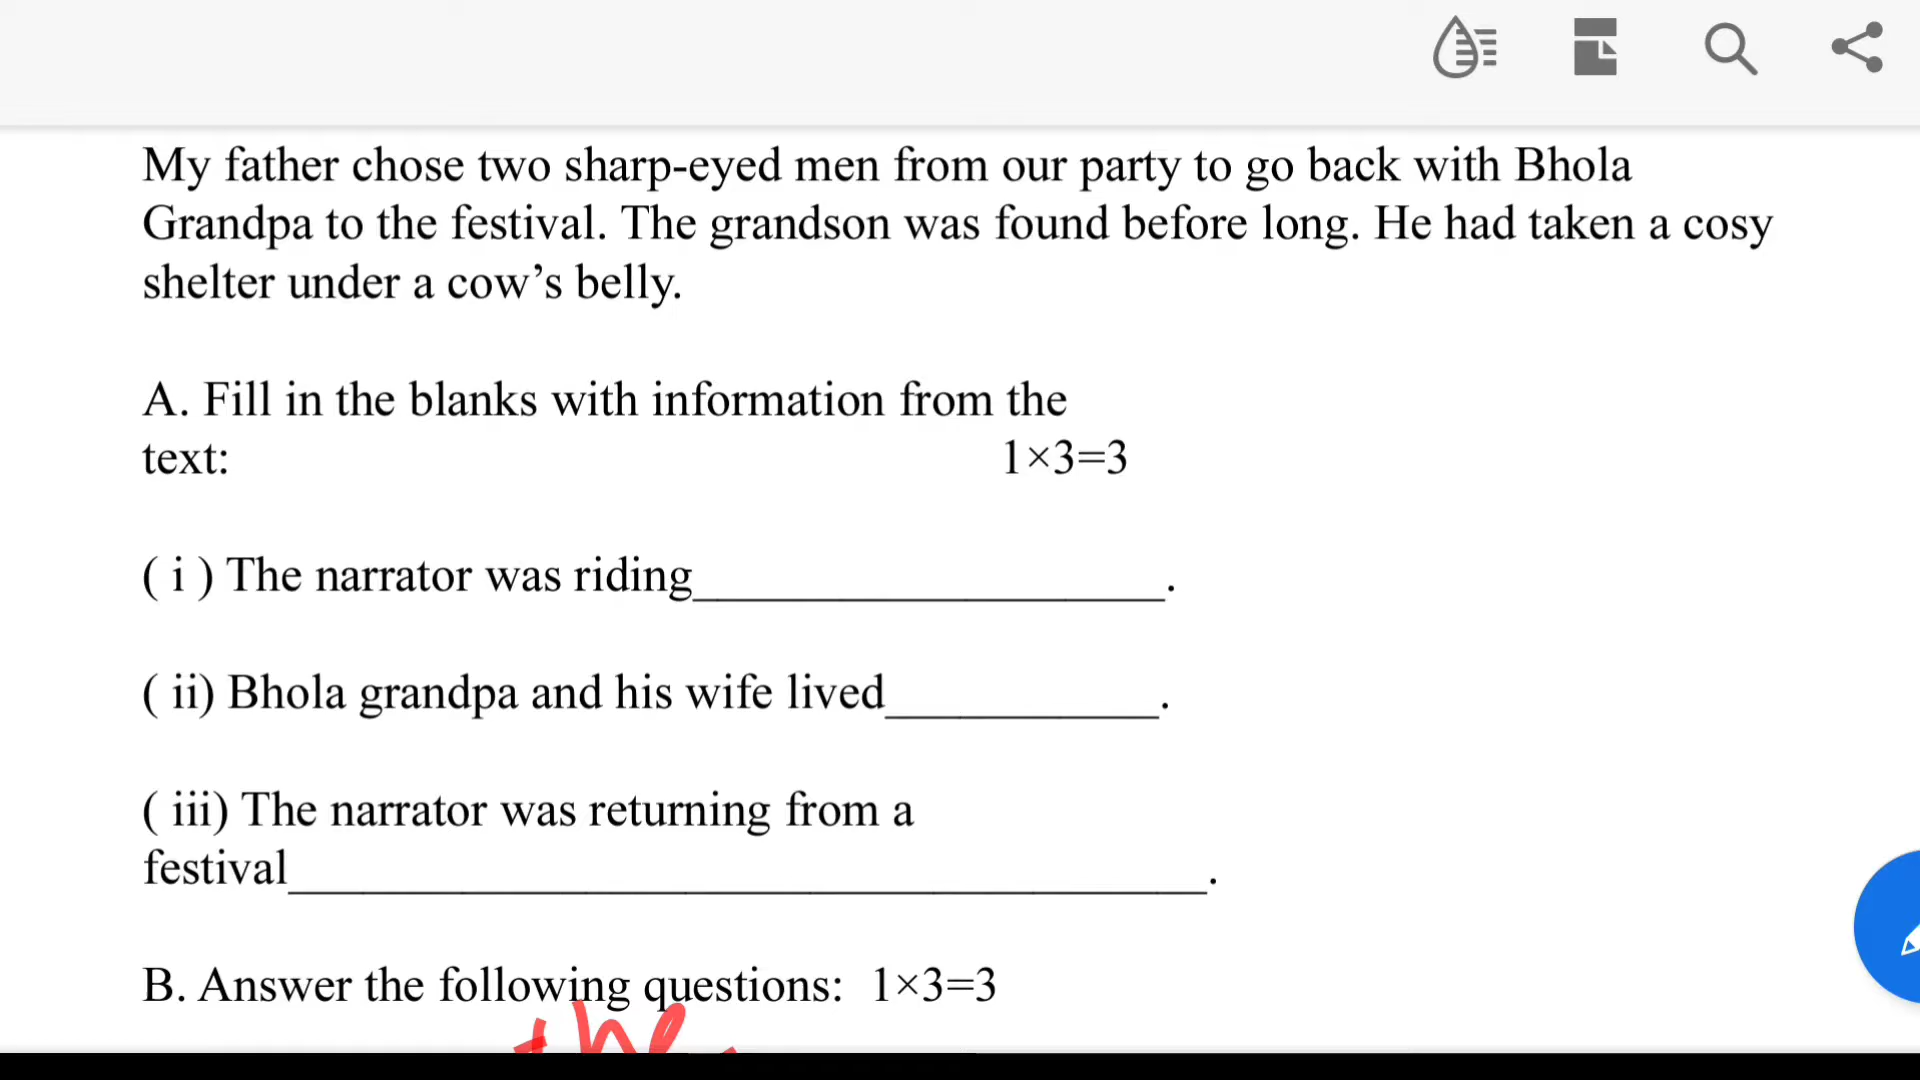 My father chose two sharp-eyed men from our party to go back with Bhola
Grandpa to the festival. The grandson was found before long. He had taken a cosy
shelter under a cow’s belly.
A. Fill in the blanks with information from the
text: 1×3=3
( i ) The narrator was riding____________________.
( ii) Bhola grandpa and his wife lived____________.
( iii) The narrator was returning from a
festival_______________________________________.
B. Answer the following questions: 1×3=3
the